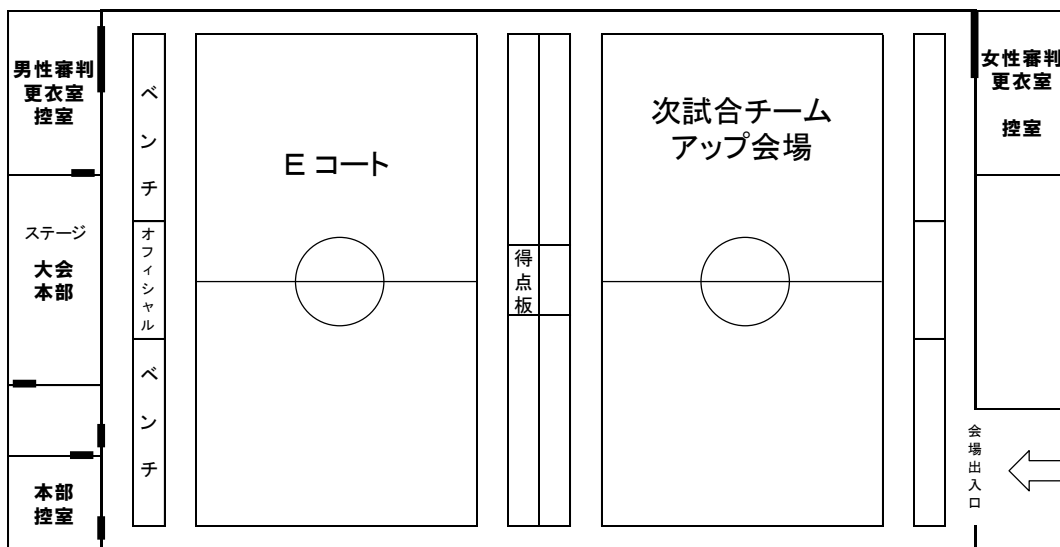 男性審判
更衣室
控室
ステージ
大会
本部
本部
控室
ベンチ
オフィシャル
ベンチ
E コート
得点板
次試合チーム
アップ会場
女性審判
更衣室
控室
会場出入口